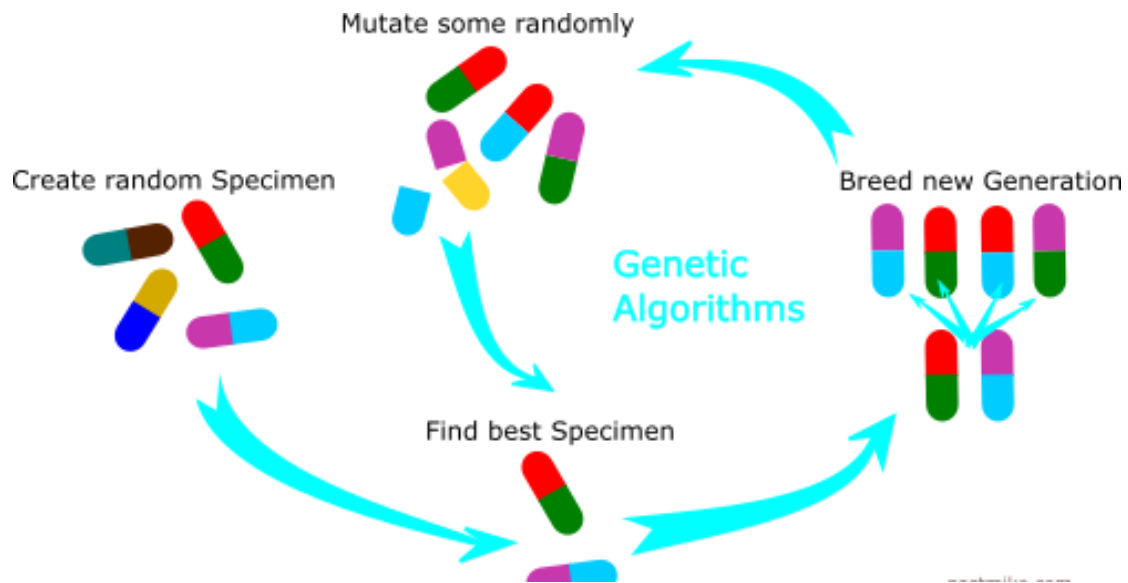 Mutate some randomly
Create random Specimen
Breed new Generation
Genetic
Algorithms
Find best Specimen